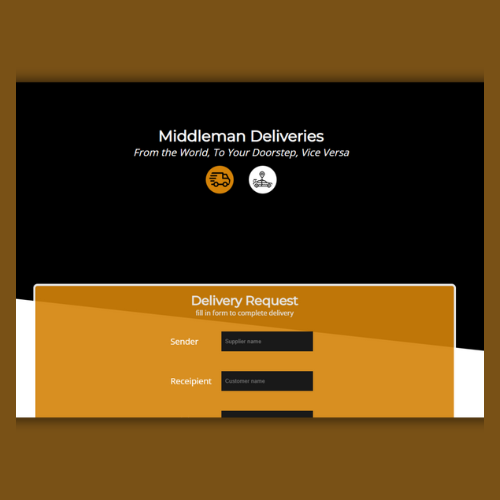 Middleman Deliveries
From the World, To Your Doorstep, Vice Versa
Delivery Request
fill in form to complete delivery
Sender
Supplier name
Receipient
Customer name